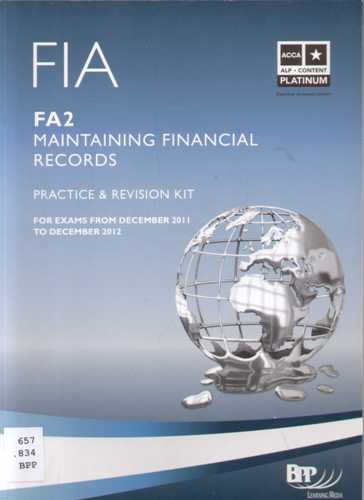 FIA
ACCA
ALP - CONTENT
PLATINUM
FA2
MAINTAINING FINANCIAL
RECORDS
PRACTICE & REVISION KIT
FOR EXAMS FROM DECEMBER 2011
TO DECEMBER 2012
657
.834
BPP
BPP
LEARNING MEDIA